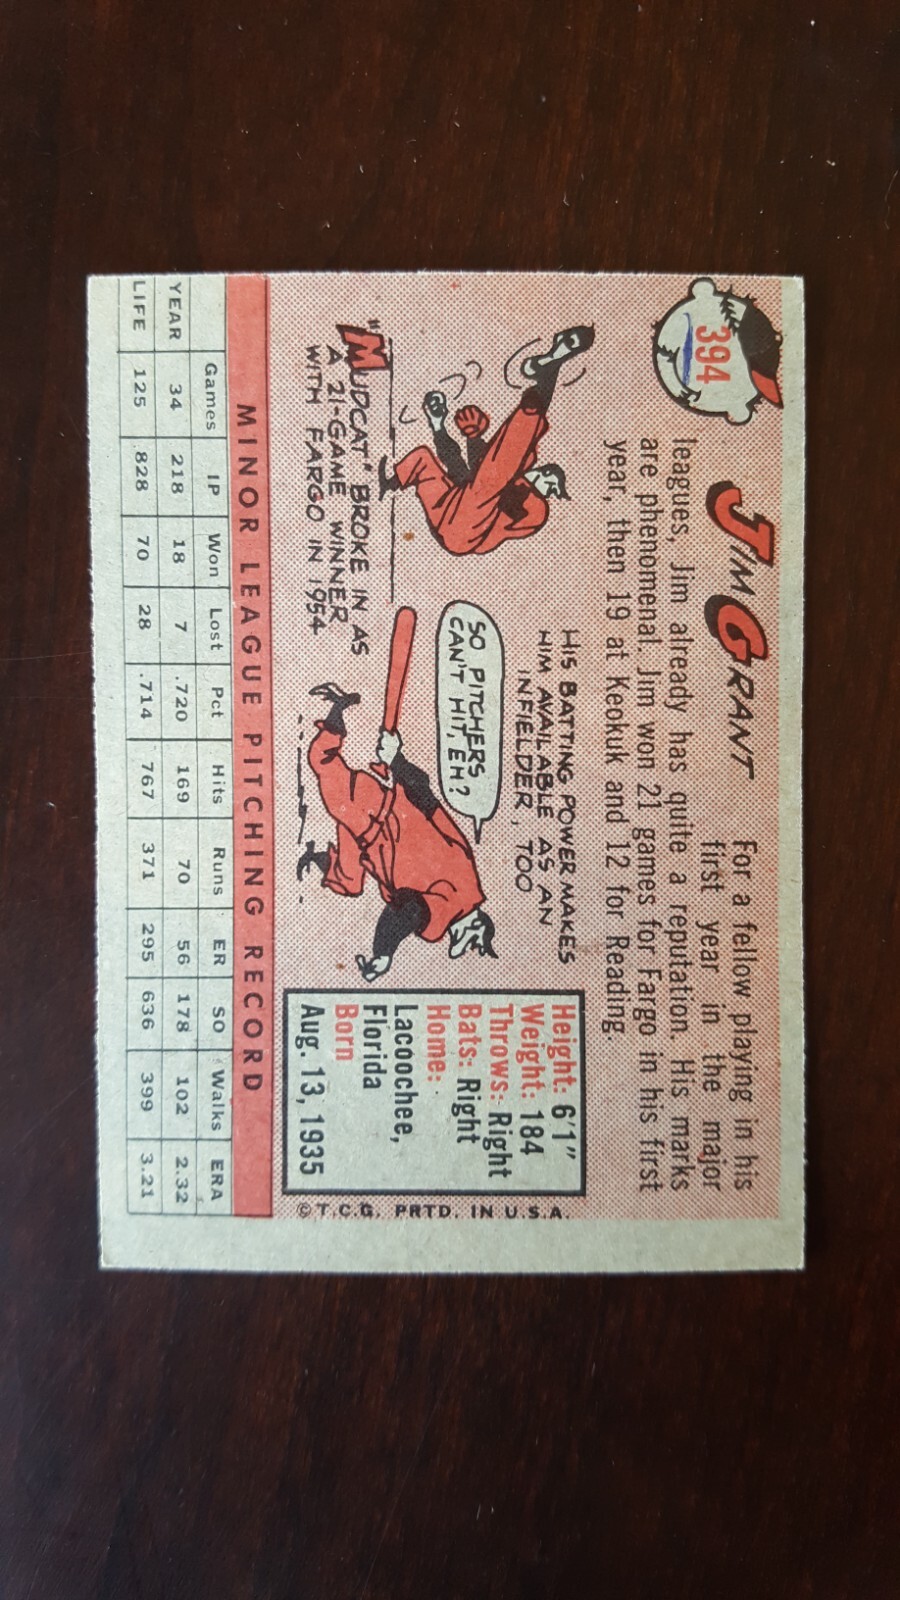 394
JIM GRANT
For a fellow playing in his
first year in the major
leagues, Jim already has quite a reputation. His marks
are phenomenal. Jim won 21 games for Fargo in his first
year, then 19 at Keokuk and 12 for Reading.
"MUDCAT" BROKE IN AS
A 21-GAME WINNER
WITH FARGO IN 1954
HIS BATTING POWER MAKES
HIM AVAILABLE AS AN
INFIELDER, TOO
SO PITCHERS
CAN'T HIT, EH?
Height: 6'1"
Weight: 184
Throws: Right
Bats: Right
Home:
Lacoochee,
Florida
Born
Aug. 13, 1935
© T.C.G. PRTD. IN U.S.A.
MINOR LEAGUE PITCHING RECORD
Games IP Won Lost Pct Hits Runs ER SO Walks ERA
YEAR 34 218 18 7 .720 169 70 56 178 102 2.32
LIFE 125 828 70 28 .714 767 371 295 636 399 3.21